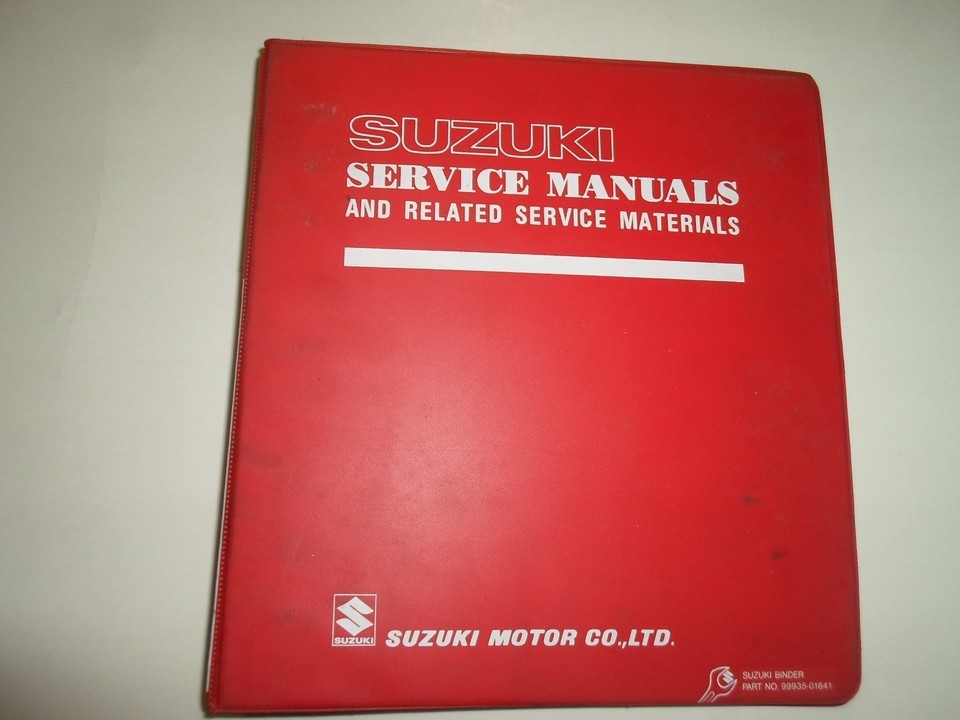 SUZUKI
SERVICE MANUALS
AND RELATED SERVICE MATERIALS
SUZUKI
SUZUKI MOTOR CO.,LTD.
SUZUKI BINDER
PART NO. 99935-01841